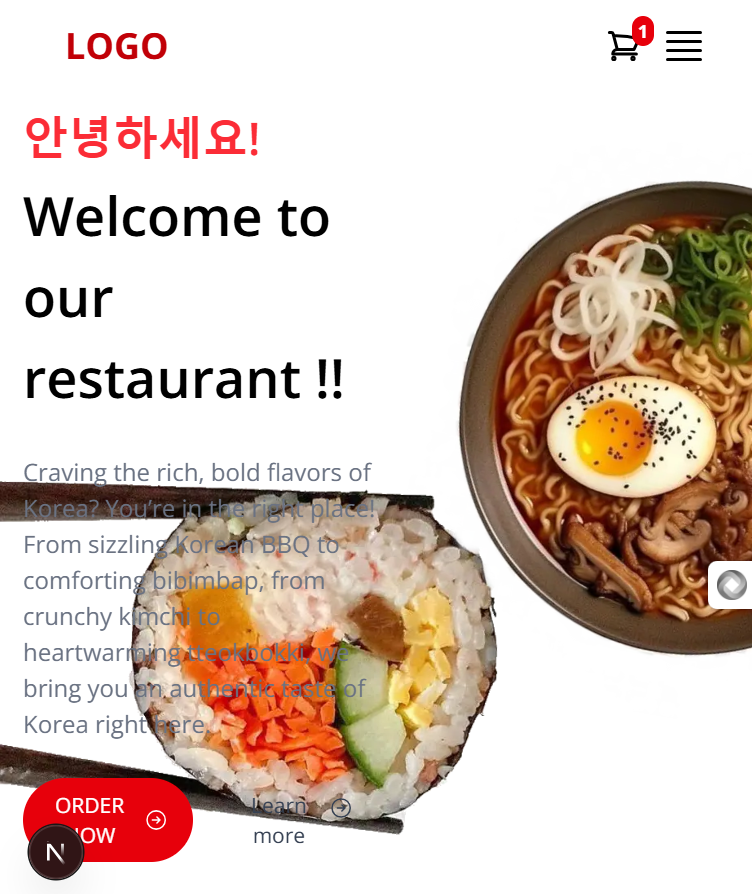 LOGO
1
안녕하세요!
Welcome to
our
restaurant !!
Craving the rich, bold flavors of
Korea? You're in the right place!
From sizzling Korean BBQ to
comforting bibimbap, from
crunchy kimchi to
heartwarming tteokbokki, we
bring you an authentic taste of
Korea right here.
ORDER
NOW
Learn
more
N